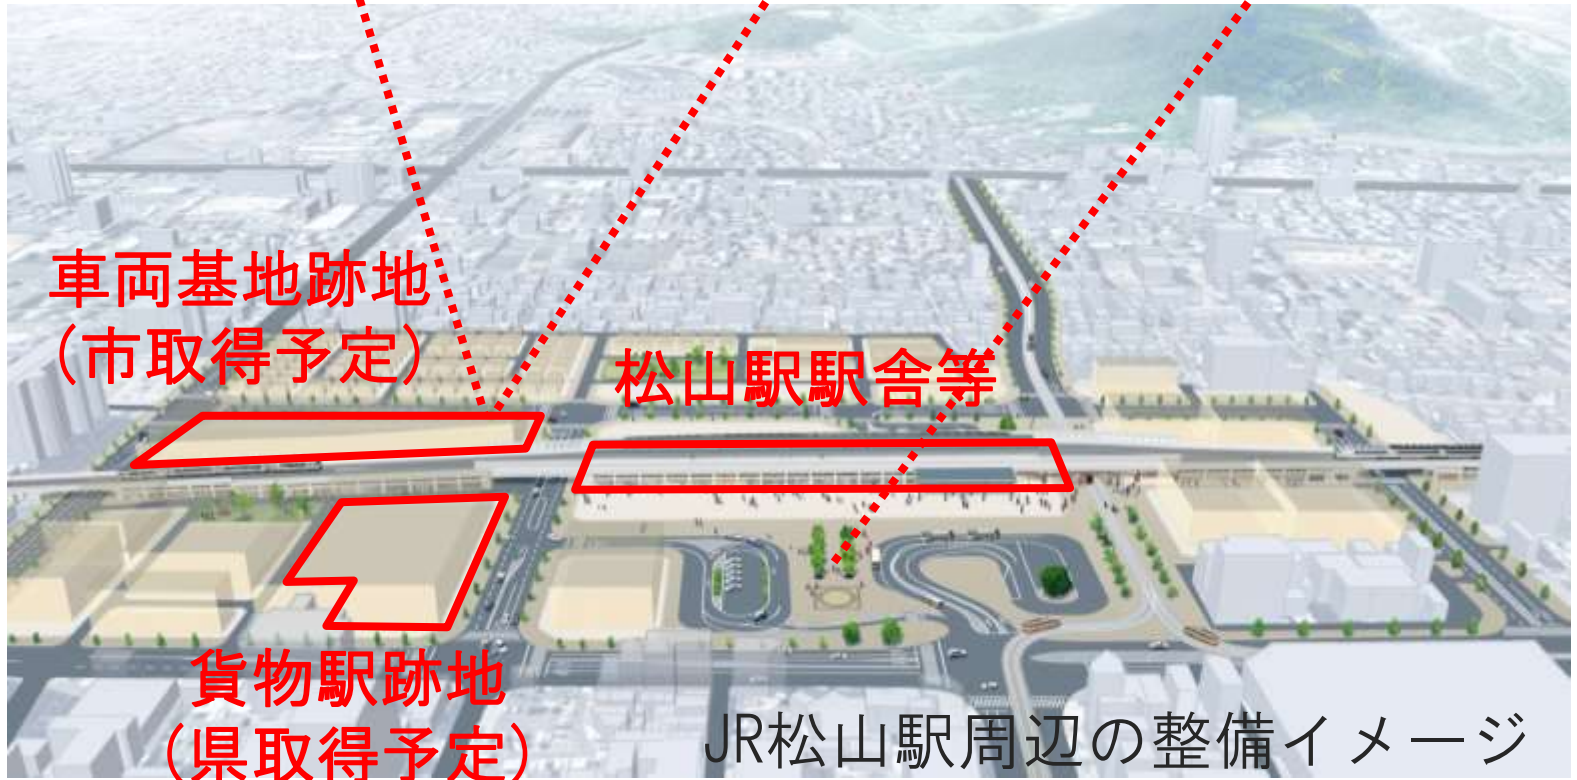 車両基地跡地
(市取得予定)
松山駅駅舎等
貨物駅跡地
(県取得予定)
JR松山駅周辺の整備イメージ